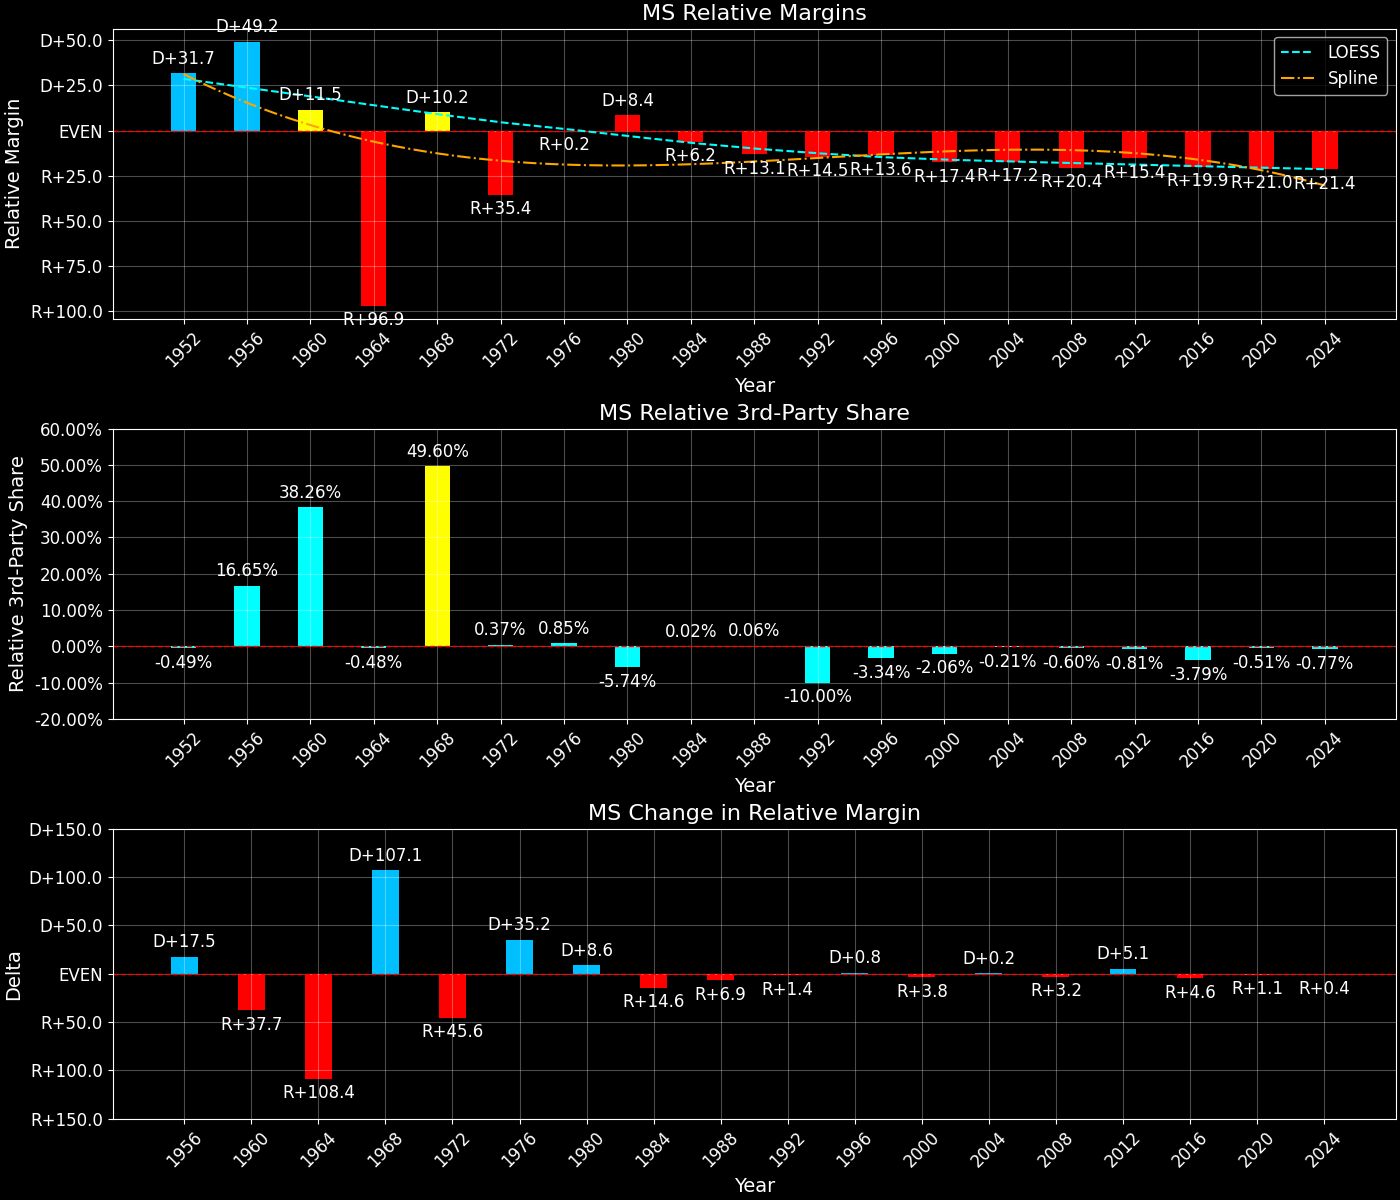 MS Relative Margins
D+50.0
D+25.0
EVEN
R+25.0
R+50.0
R+75.0
R+100.0
Relative Margin
D+31.7
D+49.2
D+11.5
R+96.9
D+10.2
R+35.4
R+0.2
D+8.4
R+6.2
R+13.1
R+14.5
R+13.6
R+17.4
R+17.2
R+20.4
R+15.4
R+19.9
R+21.0
R+21.4
LOESS
Spline
1952
1956
1960
1964
1968
1972
1976
1980
1984
1988
1992
1996
2000
2004
2008
2012
2016
2020
2024
Year
MS Relative 3rd-Party Share
60.00%
50.00%
40.00%
30.00%
20.00%
10.00%
0.00%
-10.00%
-20.00%
Relative 3rd-Party Share
-0.49%
16.65%
38.26%
-0.48%
49.60%
0.37%
0.85%
-5.74%
0.02%
0.06%
-10.00%
-3.34%
-2.06%
-0.21%
-0.60%
-0.81%
-3.79%
-0.51%
-0.77%
1952
1956
1960
1964
1968
1972
1976
1980
1984
1988
1992
1996
2000
2004
2008
2012
2016
2020
2024
Year
MS Change in Relative Margin
D+150.0
D+100.0
D+50.0
EVEN
R+50.0
R+100.0
R+150.0
Delta
D+17.5
R+37.7
R+108.4
D+107.1
R+45.6
D+35.2
D+8.6
R+14.6
R+6.9
R+1.4
D+0.8
R+3.8
D+0.2
R+3.2
D+5.1
R+4.6
R+1.1
R+0.4
1956
1960
1964
1968
1972
1976
1980
1984
1988
1992
1996
2000
2004
2008
2012
2016
2020
2024
Year